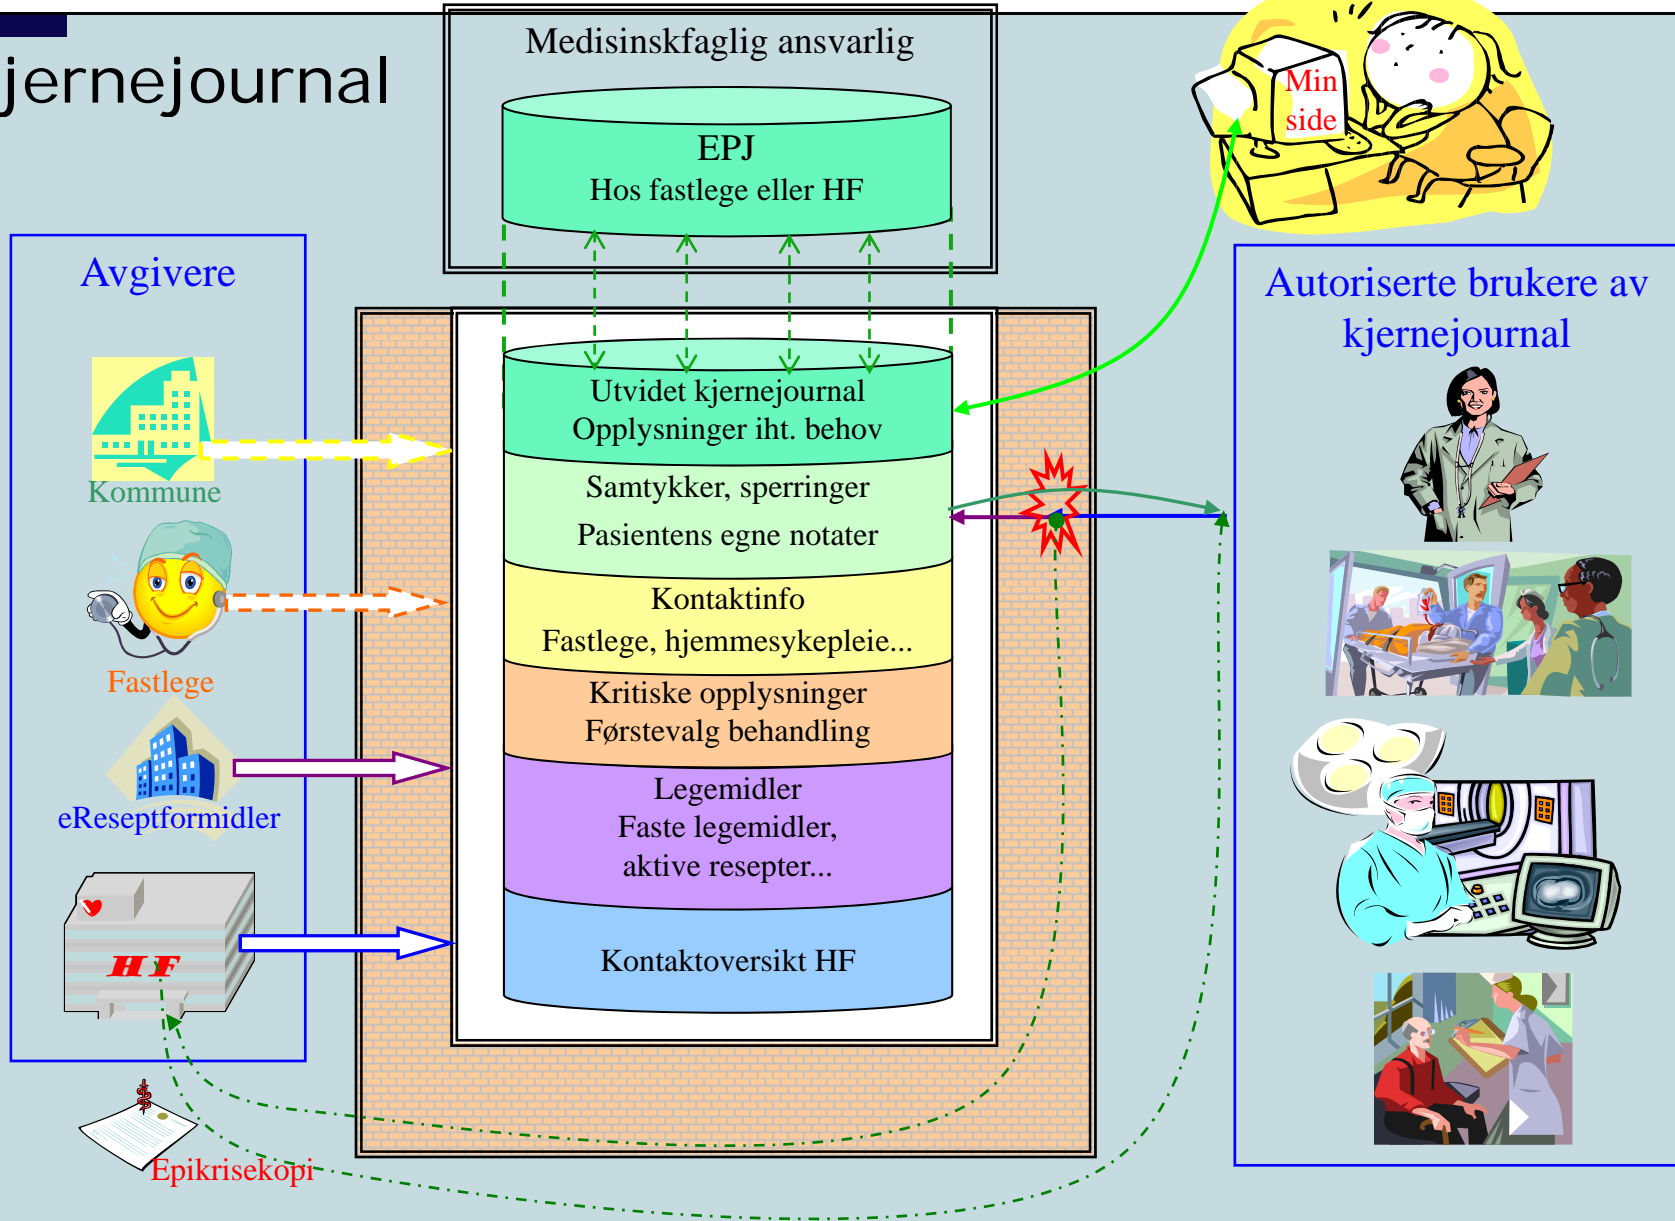 jernejournal
Medisinskfaglig ansvarlig
EPJ
Hos fastlege eller HF
Min
side
Avgivere
Kommune
Fastlege
eReseptformidler
HF
Epikrisekopi
Utvidet kjernejournal
Opplysninger iht. behov
Samtykker, sperringer
Pasientens egne notater
Kontaktinfo
Fastlege, hjemmesykepleie...
Kritiske opplysninger
Førstevalg behandling
Legemidler
Faste legemidler,
aktive resepter...
Kontaktoversikt HF
Autoriserte brukere av
kjernejournal